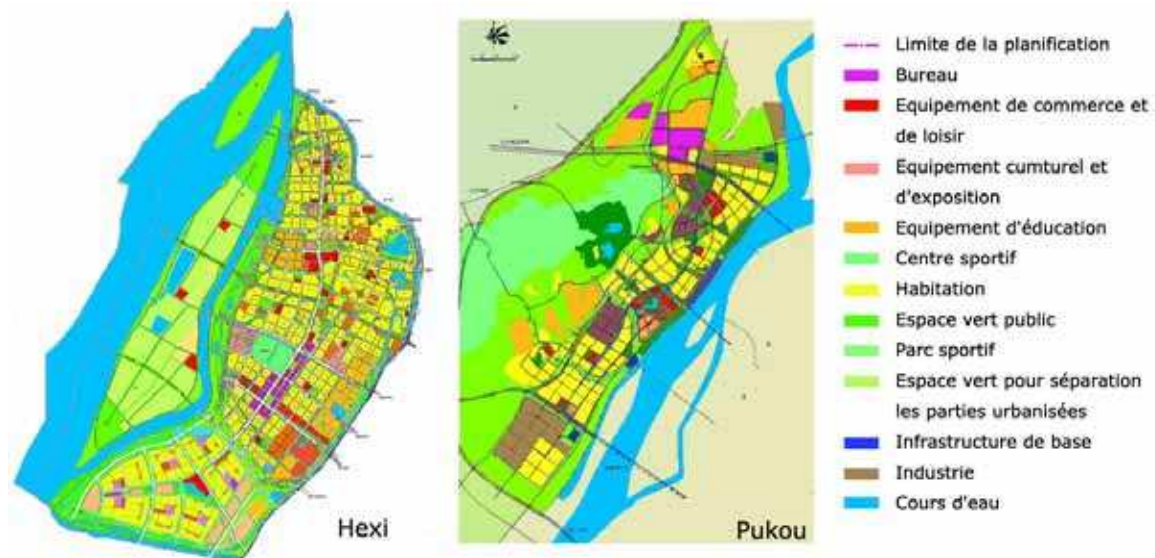 Hexi
Pukou
Limite de la planification
Bureau
Equipement de commerce et
de loisir
Equipement cumturel et
d'exposition
Equipement d'éducation
Centre sportif
Habitation
Espace vert public
Parc sportif
Espace vert pour séparation
les parties urbanisées
Infrastructure de base
Industrie
Cours d'eau